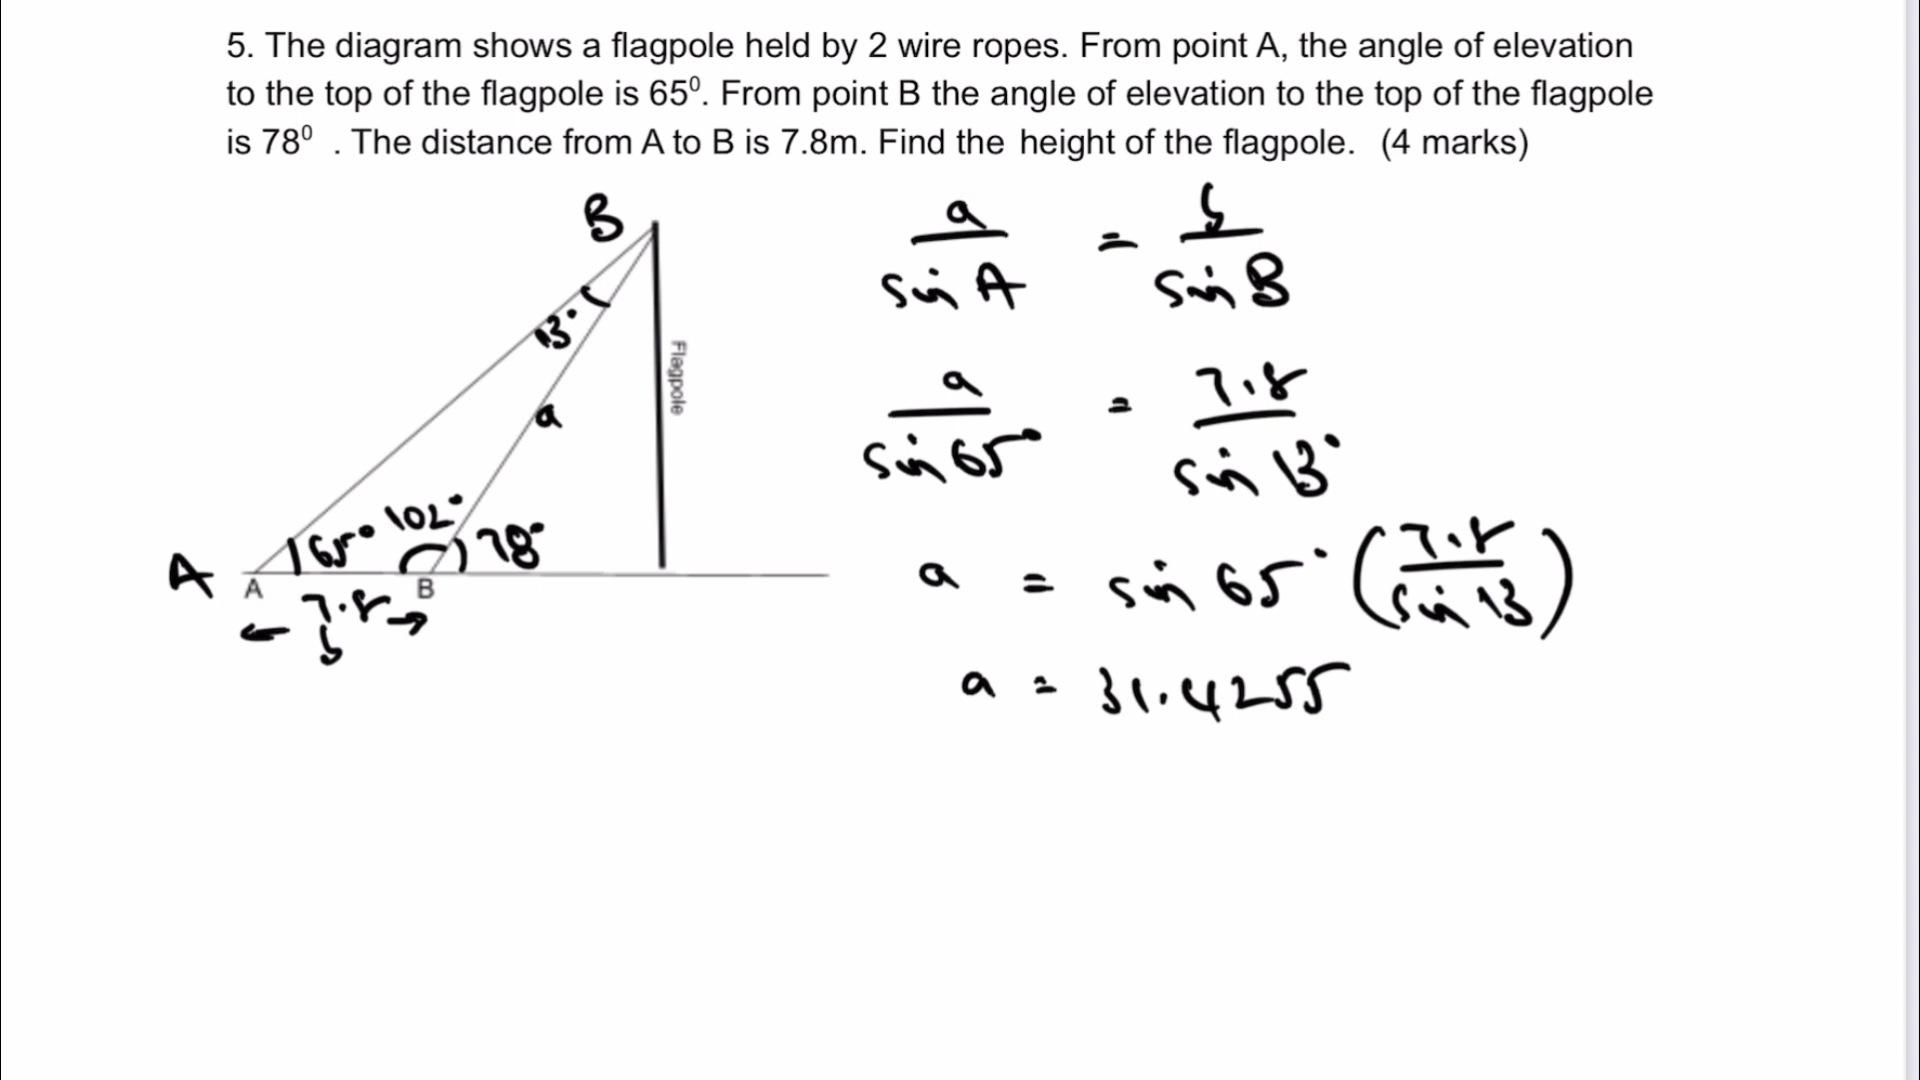 5. The diagram shows a flagpole held by 2 wire ropes. From point A, the angle of elevation
to the top of the flagpole is 65⁰. From point B the angle of elevation to the top of the flagpole
is 78⁰ . The distance from A to B is 7.8m. Find the height of the flagpole. (4 marks)
B
13°
a
Flagpole
65° 102° 78°
A A B
7.8
b
a/sin A = b/sin B
a/sin 65° = 7.8/sin 13°
a = sin 65° (7.8/sin 13)
a = 31.4255